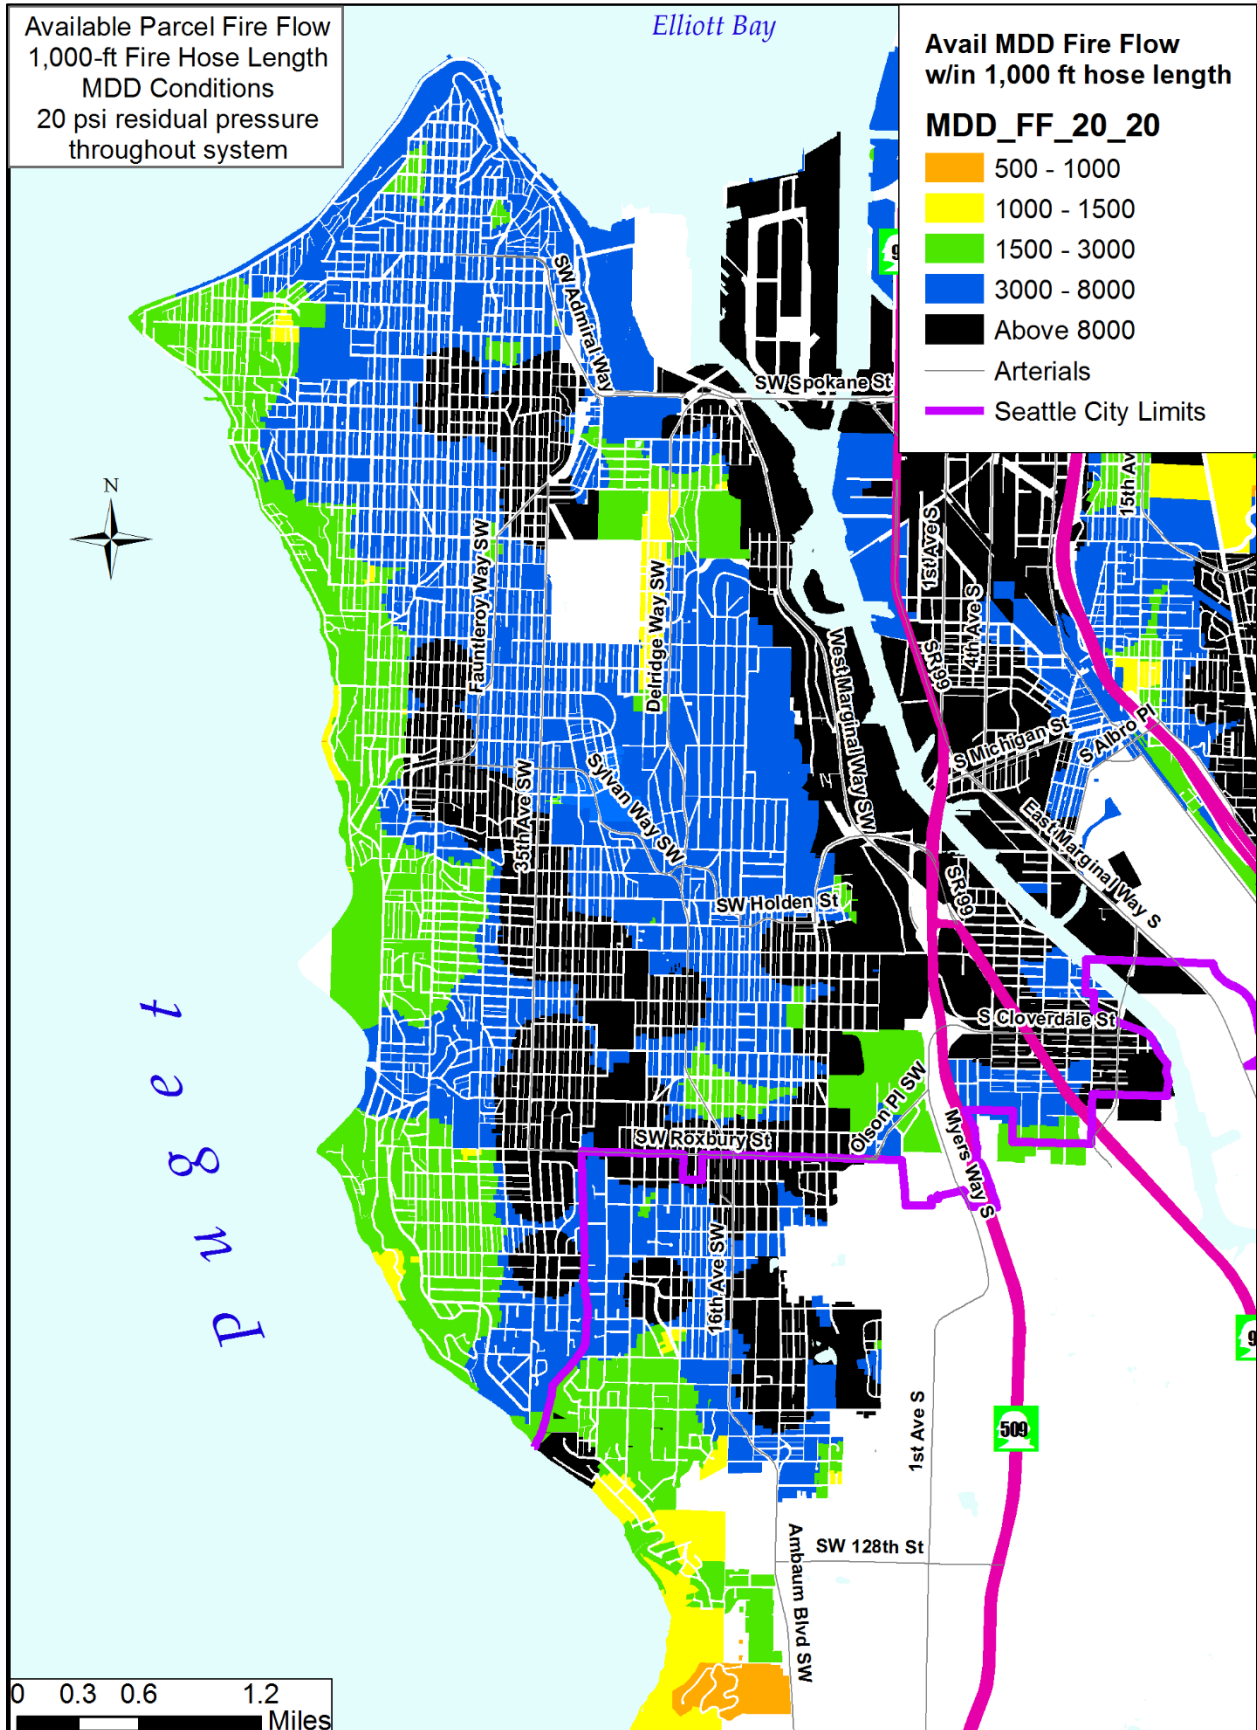 Available Parcel Fire Flow
1,000-ft Fire Hose Length
MDD Conditions
20 psi residual pressure
throughout system
Elliott Bay
Avail MDD Fire Flow
w/in 1,000 ft hose length
MDD_FF_20_20
500 - 1000
1000 - 1500
1500 - 3000
3000 - 8000
Above 8000
Arterials
Seattle City Limits
9
SW Admiral Way
SW Spokane St
15th Av
N
Fauntleroy Way SW
Delridge Way SW
1st Ave S
4th Ave S
SR 99
West Marginal Way SW
S Michigan St
S Albro Pl
35th Ave SW
Sylvan Way SW
East Marginal Way S
SW Holden St
SR 99
S Cloverdale St
Olson Pl SW
Myers Way S
SW Roxbury St
Puget
16th Ave SW
9
1st Ave S
509
SW 128th St
Ambaum Blvd SW
0 0.3 0.6 1.2
Miles